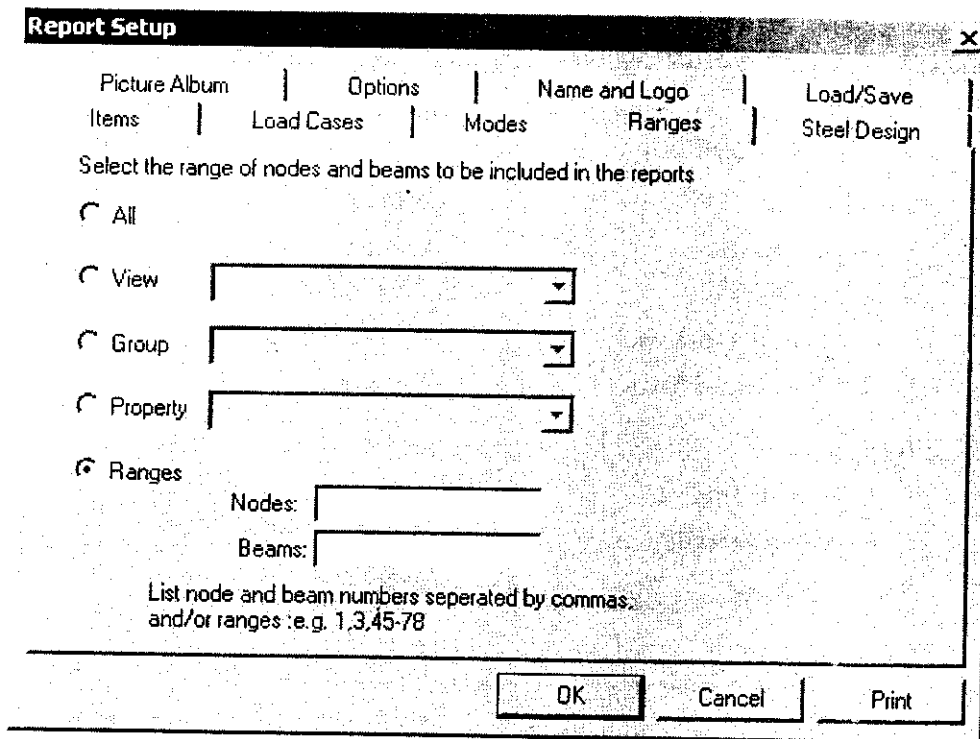 Report Setup
Picture Album Options Name and Logo Load/Save
Items Load Cases Modes Ranges Steel Design
Select the range of nodes and beams to be included in the reports
All
View
Group
Property
Ranges
Nodes:
Beams:
List node and beam numbers seperated by commas,
and/or ranges :e.g. 1,3,45-78
OK Cancel Print